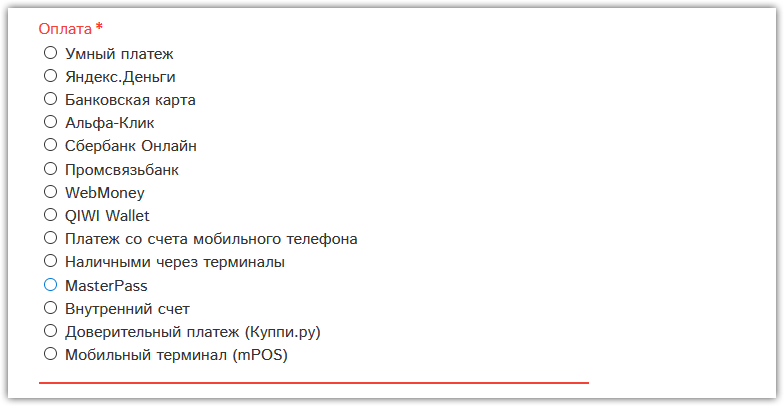 Оплата *
Умный платеж
Яндекс.Деньги
Банковская карта
Альфа-Клик
Сбербанк Онлайн
Промсвязьбанк
WebMoney
QIWI Wallet
Платеж со счета мобильного телефона
Наличными через терминалы
MasterPass
Внутренний счет
Доверительный платеж (Куппи.ру)
Мобильный терминал (mPOS)